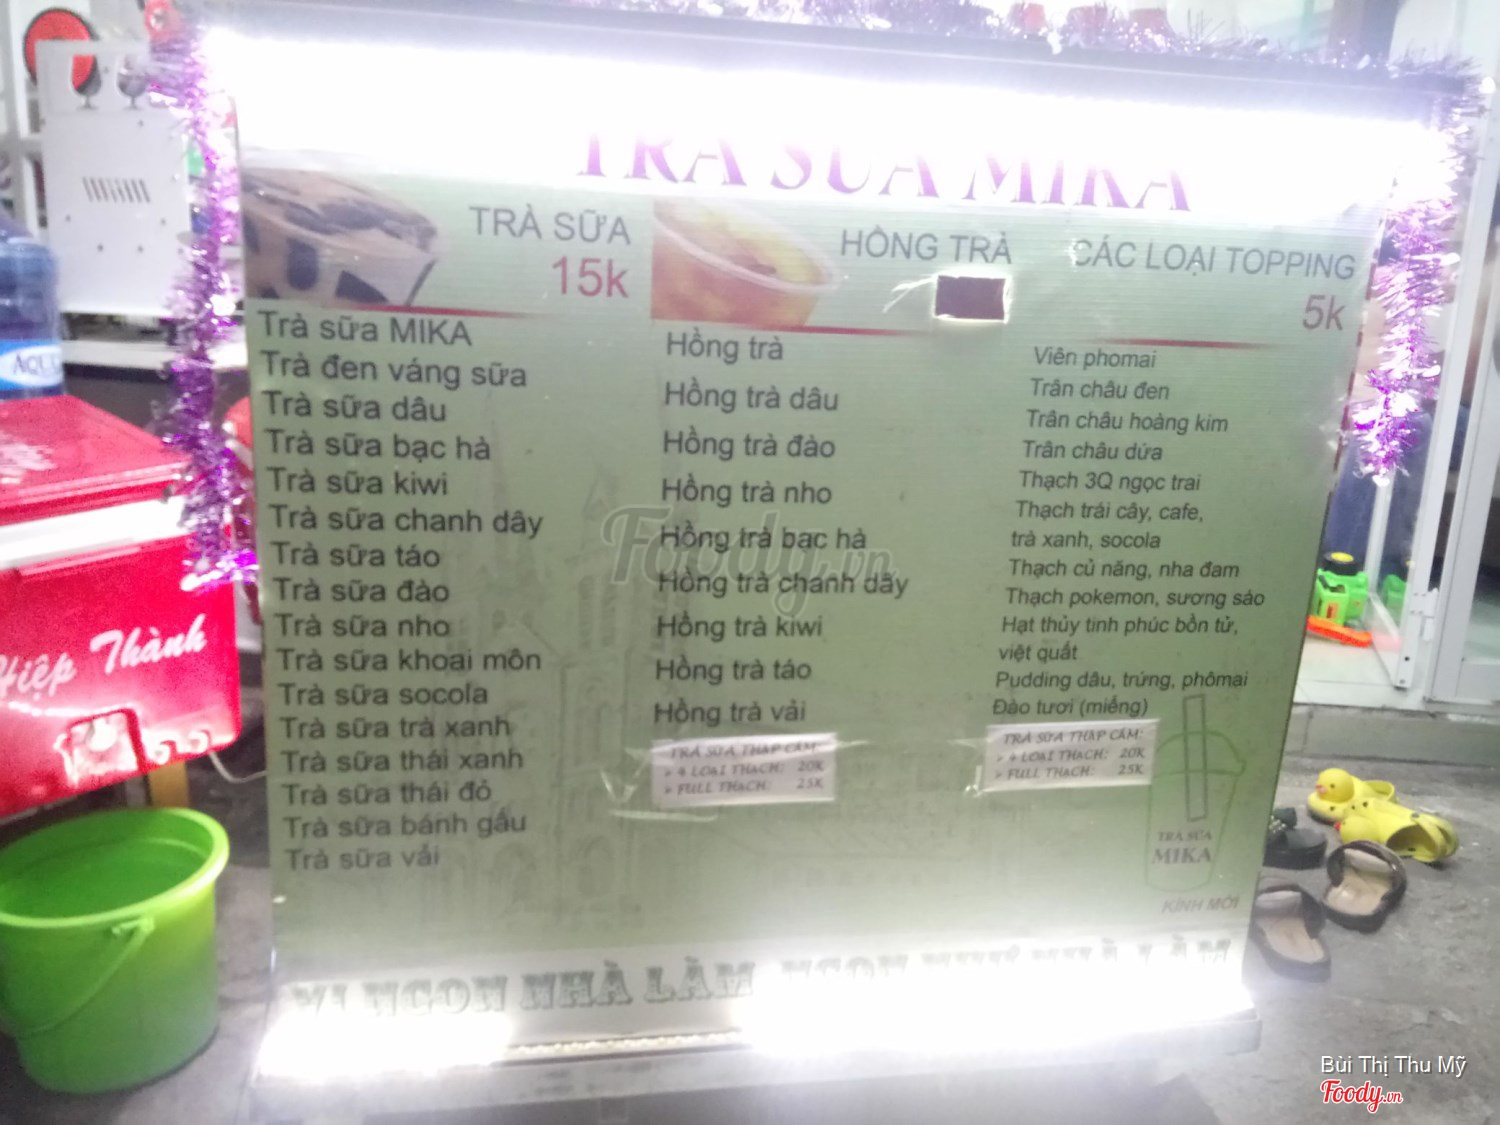 TRÀ SỮA MIKA
TRÀ SỮA
15k
Trà sữa MIKA
Trà đen váng sữa
Trà sữa dâu
Trà sữa bạc hà
Trà sữa kiwi
Trà sữa chanh dây
Trà sữa táo
Trà sữa đào
Trà sữa nho
Trà sữa khoai môn
Trà sữa socola
Trà sữa trà xanh
Trà sữa thái xanh
Trà sữa thái đỏ
Trà sữa bánh gấu
Trà sữa vải
HỒNG TRÀ
Hồng trà
Hồng trà dâu
Hồng trà đào
Hồng trà nho
Hồng trà bạc hà
Hồng trà chanh dây
Hồng trà kiwi
Hồng trà táo
Hồng trà vải
TRÀ SỮA THẬP CẨM:
> 4 LOẠI THẠCH: 20K
> FULL THẠCH: 25K
CÁC LOẠI TOPPING
5k
Viên phomai
Trân châu đen
Trân châu hoàng kim
Trân châu dừa
Thạch 3Q ngọc trai
Thạch trái cây, cafe,
trà xanh, socola
Thạch củ năng, nha đam
Thạch pokemon, sương sáo
Hạt thủy tinh phúc bồn tử,
việt quất
Pudding dâu, trứng, phômai
Đào tươi (miếng)
TRÀ SỮA THẬP CẨM:
> 4 LOẠI THẠCH: 20K
> FULL THẠCH: 25K
TRÀ SỮA
MIKA
KÍNH MỜI
VỊ NGON NHÀ LÀM, NGON NHƯ NHÀ LÀM
Hiệp Thành
AQU
Foody.vn
Bùi Thị Thu Mỹ
Foody.vn